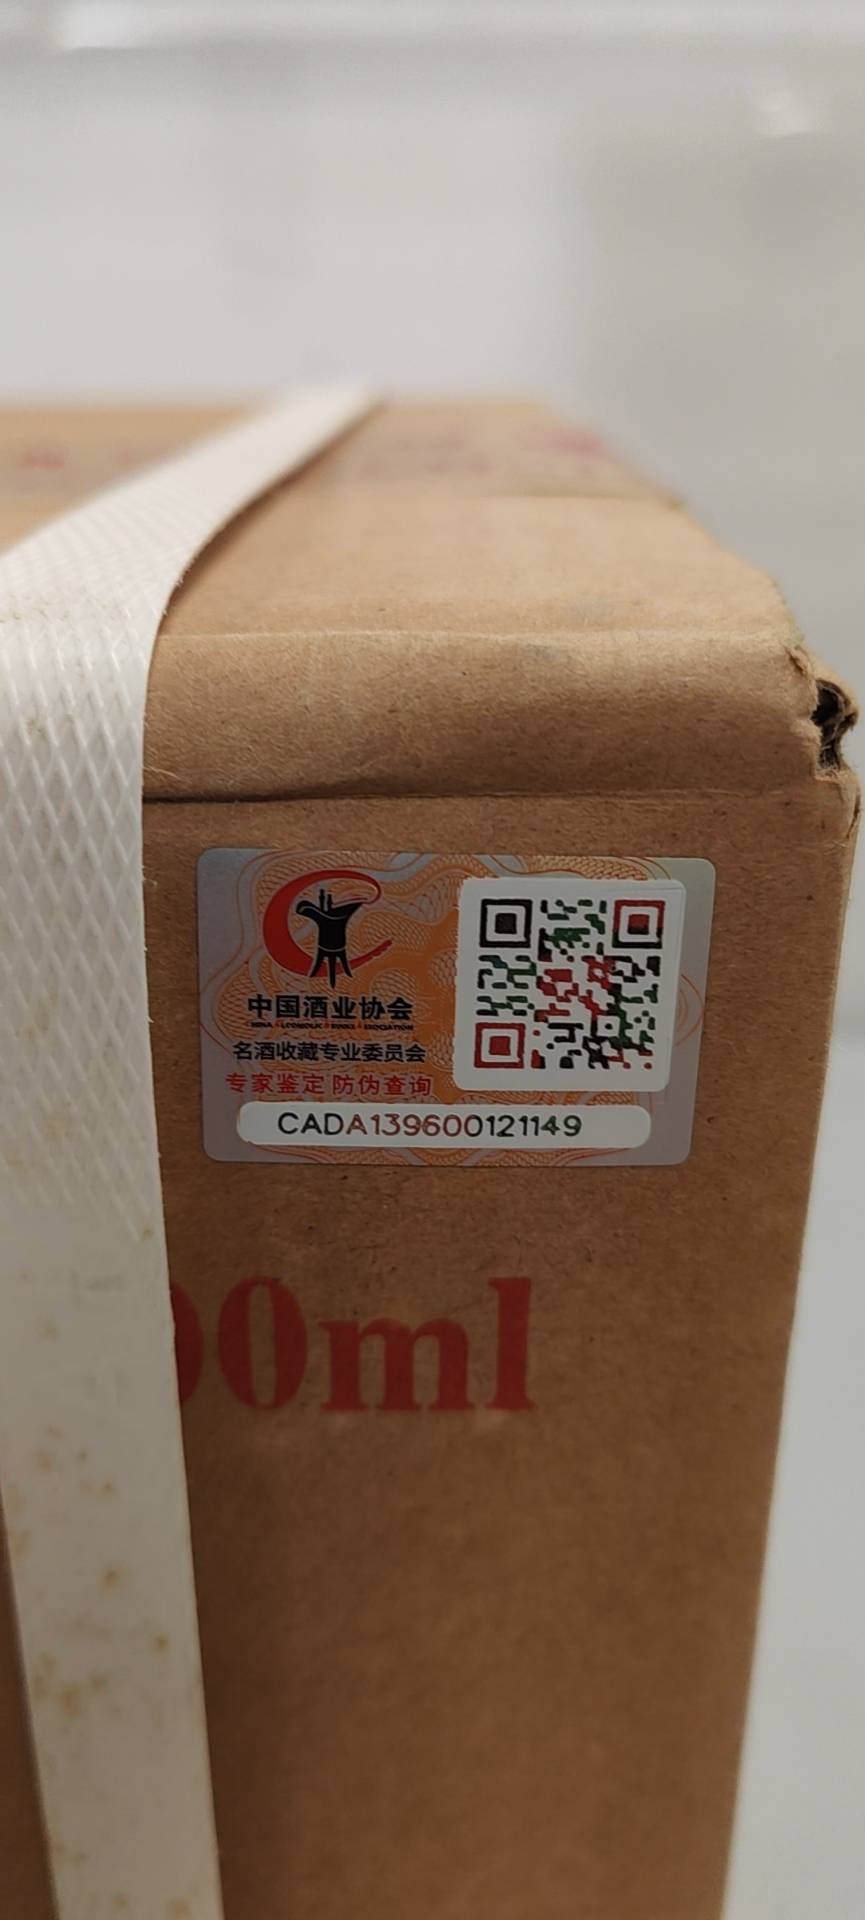 中国酒业协会
名酒收藏专业委员会
专家鉴定 防伪查询
CADA139600121149
00ml